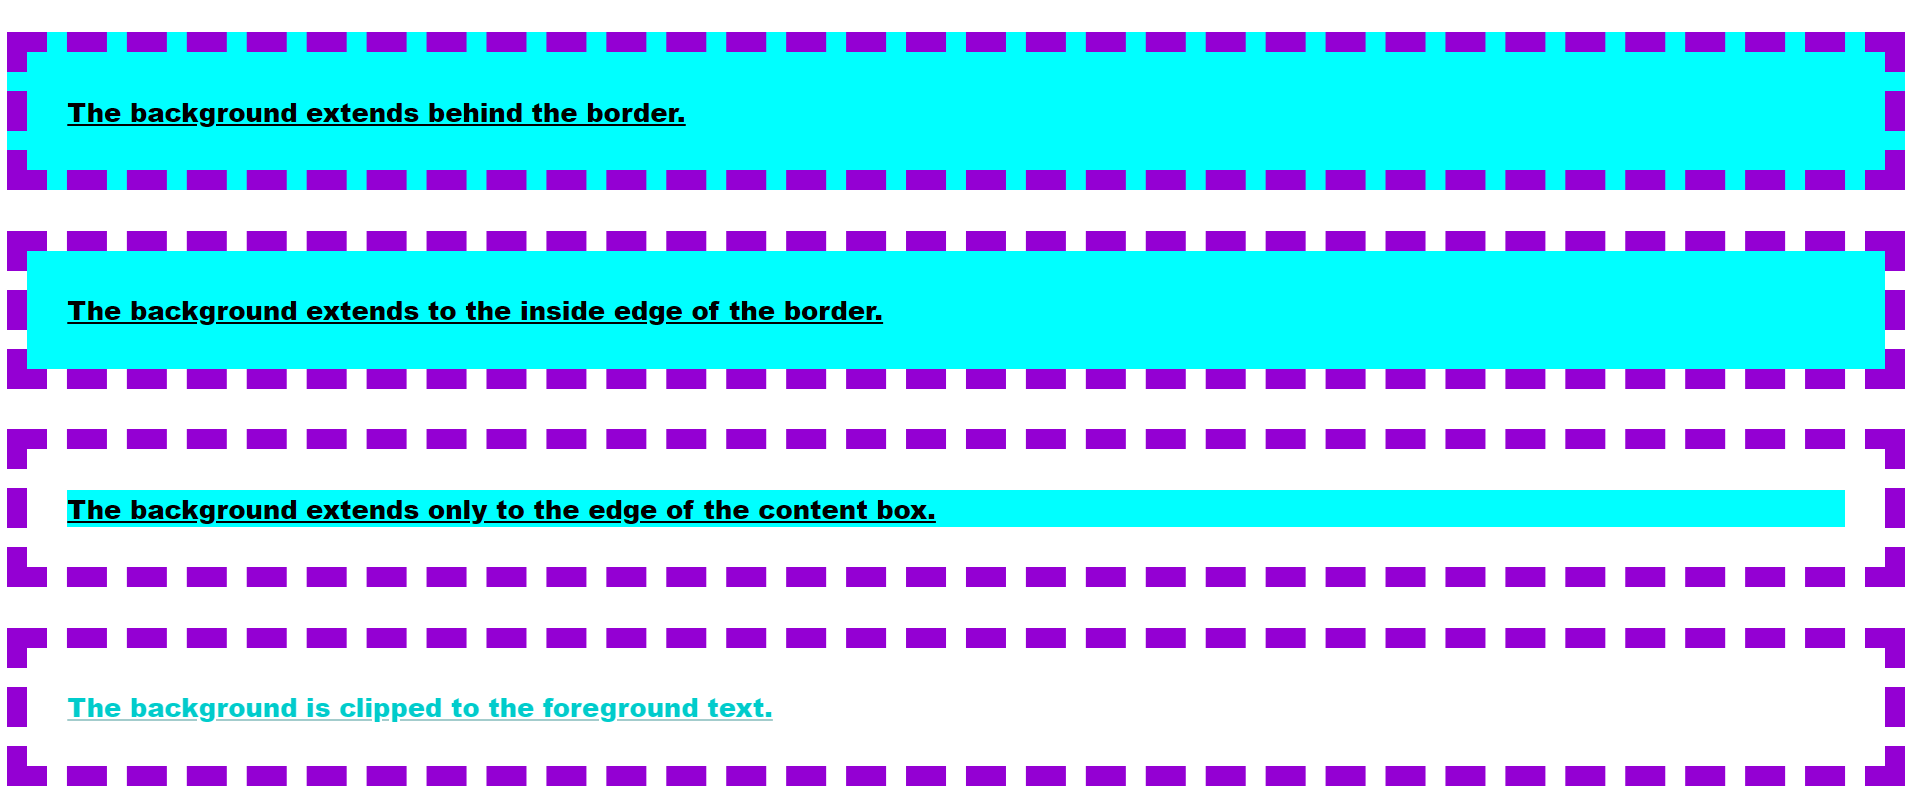 The background extends behind the border.
The background extends to the inside edge of the border.
The background extends only to the edge of the content box.
The background is clipped to the foreground text.